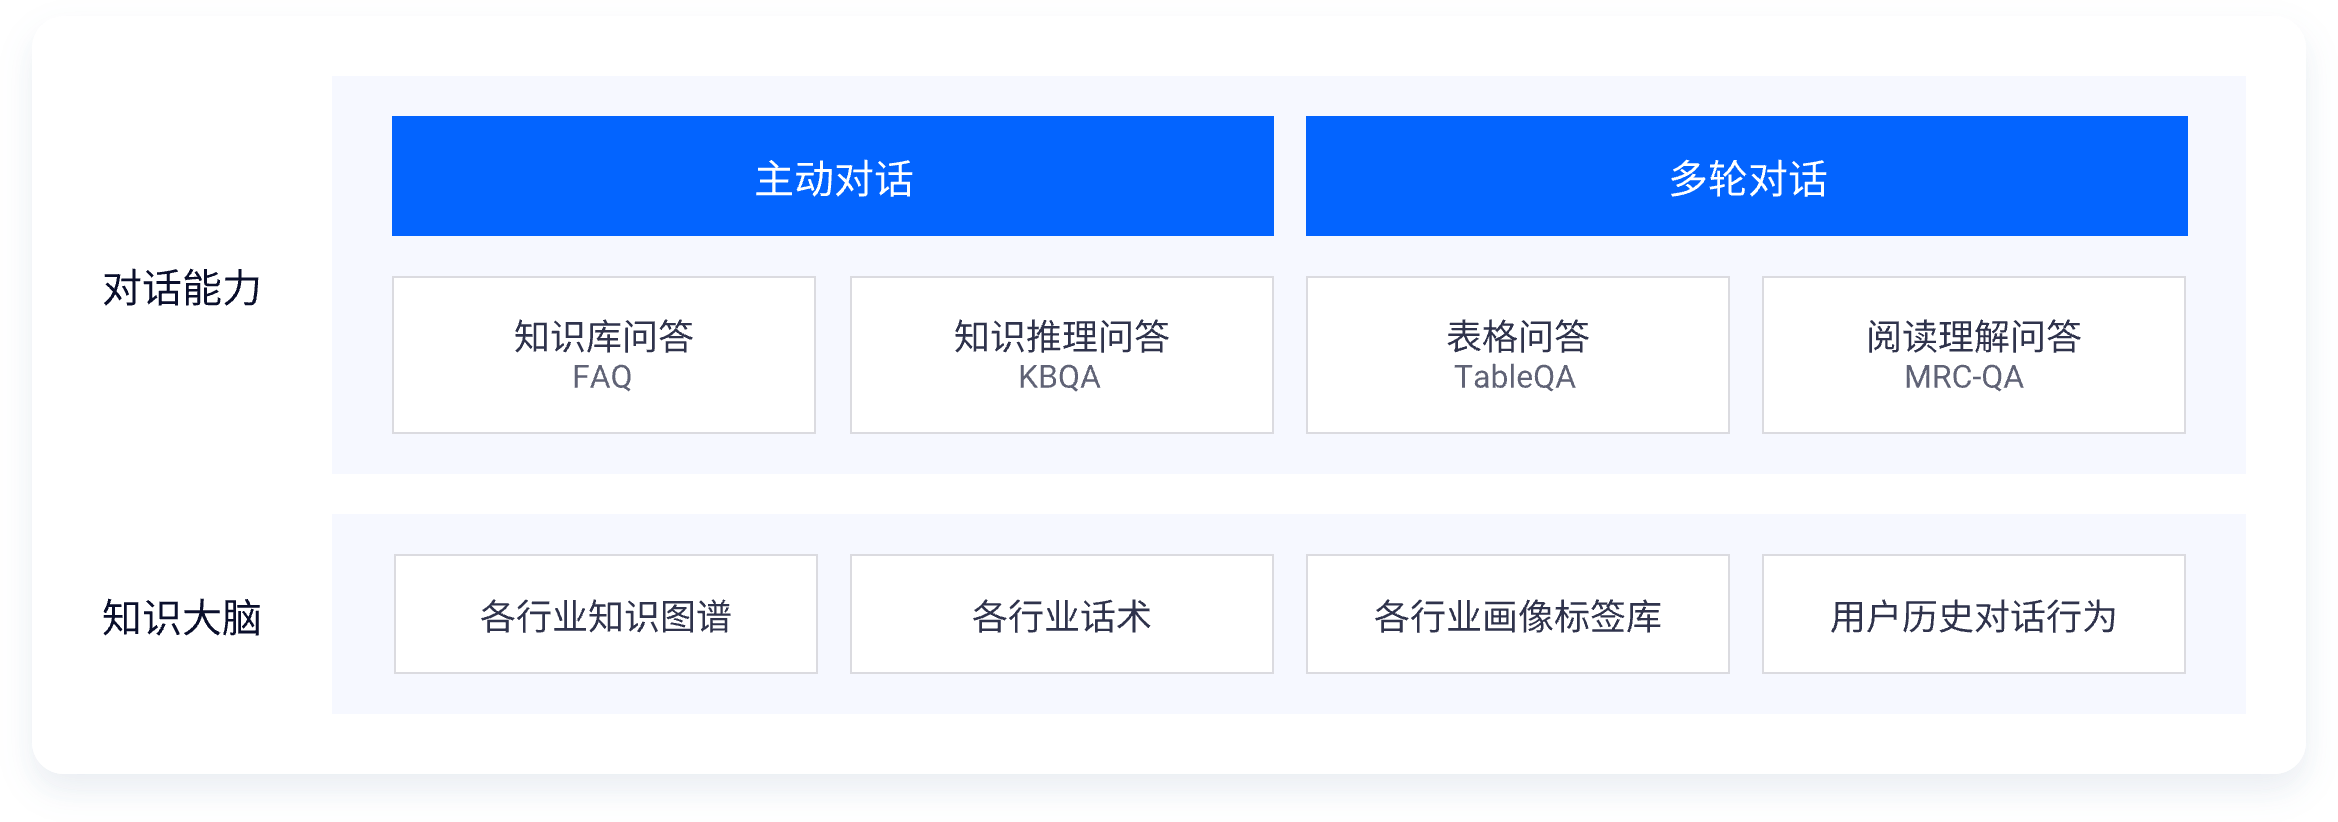 对话能力
主动对话
多轮对话
知识库问答
FAQ
知识推理问答
KBQA
表格问答
TableQA
阅读理解问答
MRC-QA
知识大脑
各行业知识图谱
各行业话术
各行业画像标签库
用户历史对话行为